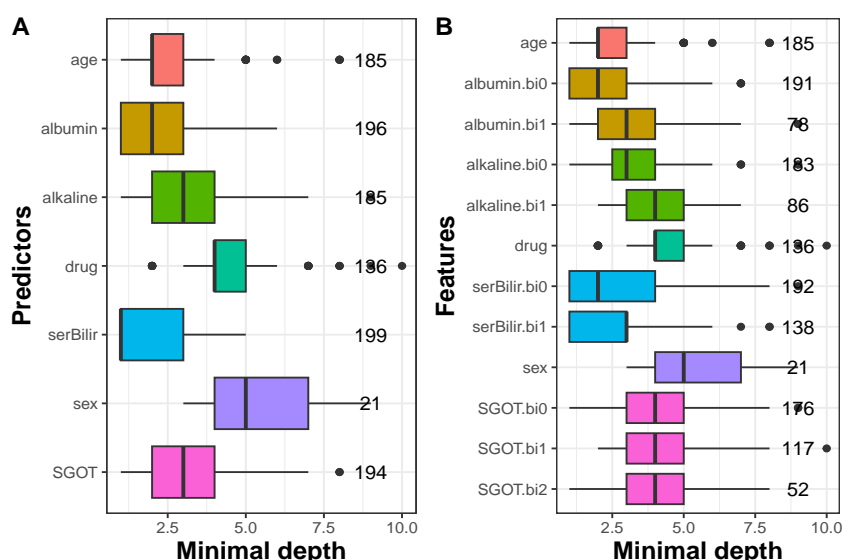 A
Predictors
age
185
albumin
196
alkaline
185
drug
136
serBilir
199
sex
21
SGOT
194
2.5 5.0 7.5 10.0
Minimal depth
B
Features
age
185
albumin.bi0
191
albumin.bi1
78
alkaline.bi0
183
alkaline.bi1
86
drug
136
serBilir.bi0
192
serBilir.bi1
138
sex
21
SGOT.bi0
176
SGOT.bi1
117
SGOT.bi2
52
2.5 5.0 7.5 10.0
Minimal depth